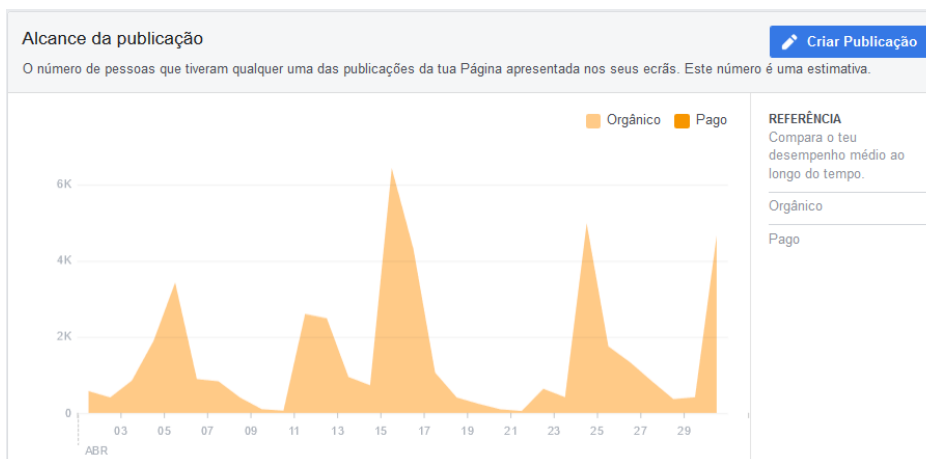 Alcance da publicação
Criar Publicação
O número de pessoas que tiveram qualquer uma das publicações da tua Página apresentada nos seus ecrãs. Este número é uma estimativa.
Orgânico
Pago
REFERÊNCIA
Compara o teu
desempenho médio ao
longo do tempo.
Orgânico
Pago
6K
4K
2K
0
03 05 07 09 11 13 15 17 19 21 23 25 27 29
ABR